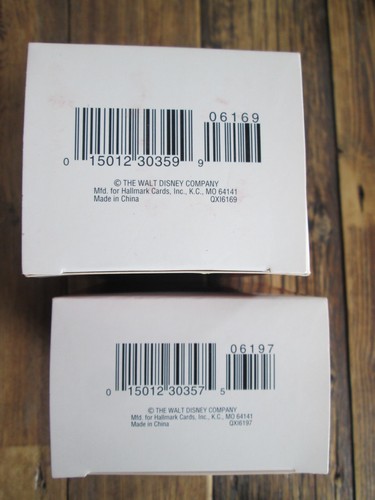 06169
0 15012 30359 9
© THE WALT DISNEY COMPANY
Mfd. for Hallmark Cards, Inc., K.C., MO 64141
Made in China QXI6169
06197
0 15012 30357 5
© THE WALT DISNEY COMPANY
Mfd. for Hallmark Cards, Inc., K.C., MO 64141
Made in China QXI6197